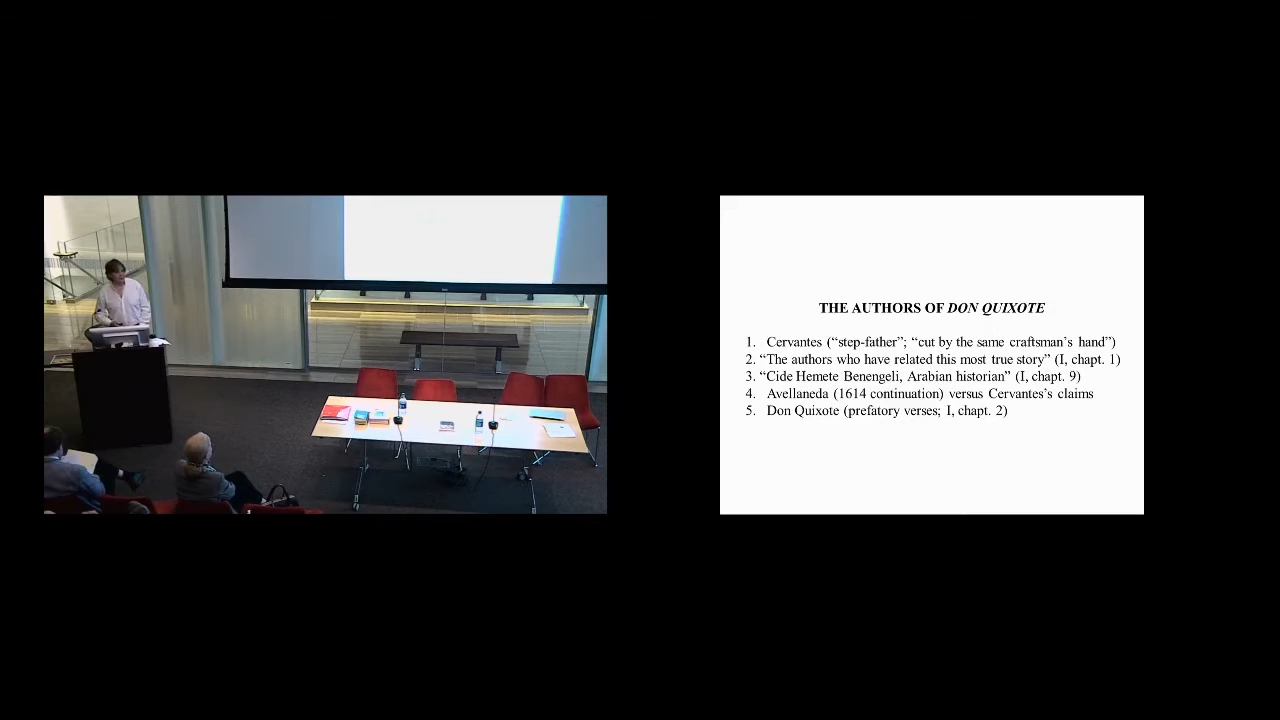 THE AUTHORS OF DON QUIXOTE
1. Cervantes (“step-father”; “cut by the same craftsman’s hand”)
2. “The authors who have related this most true story” (I, chapt. 1)
3. “Cide Hemete Benengeli, Arabian historian” (I, chapt. 9)
4. Avellaneda (1614 continuation) versus Cervantes’s claims
5. Don Quixote (prefatory verses; I, chapt. 2)